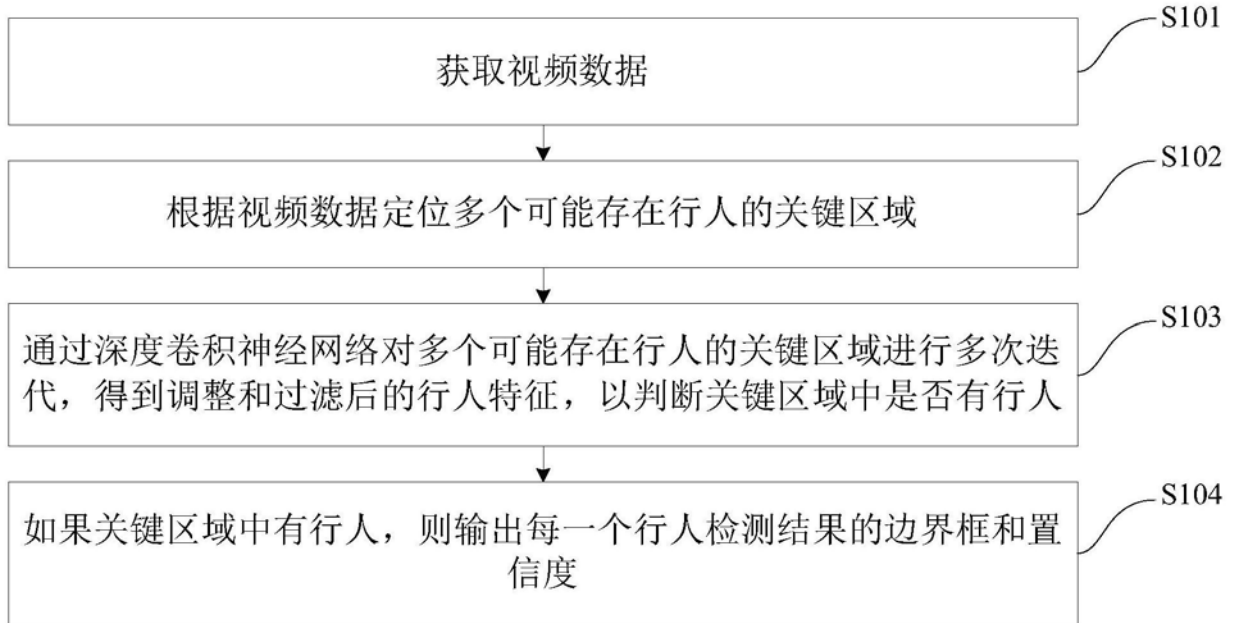 S101
获取视频数据
S102
根据视频数据定位多个可能存在行人的关键区域
S103
通过深度卷积神经网络对多个可能存在行人的关键区域进行多次迭
代，得到调整和过滤后的行人特征，以判断关键区域中是否有行人
S104
如果关键区域中有行人，则输出每一个行人检测结果的边界框和置
信度